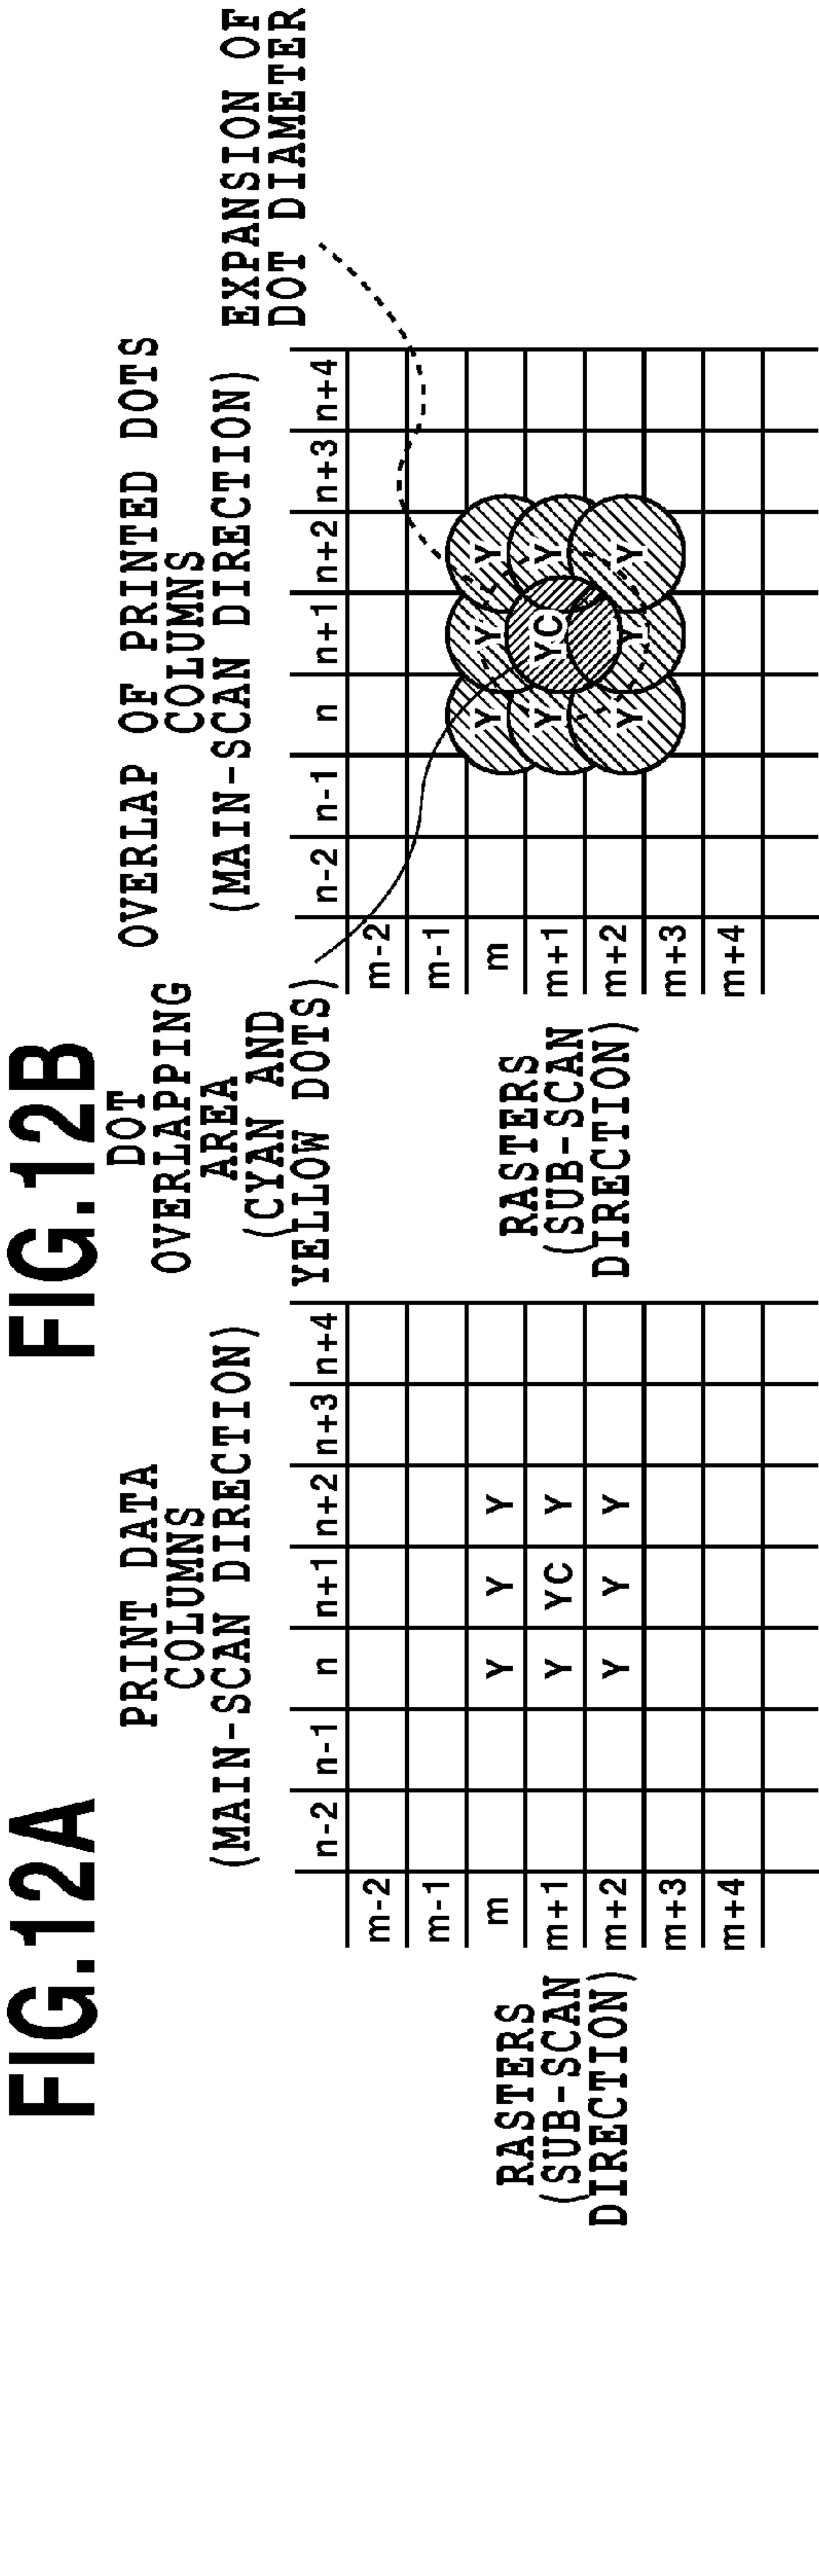 FIG.12A
PRINT DATA
COLUMNS
(MAIN-SCAN DIRECTION)
n-2 n-1 n n+1 n+2 n+3 n+4
RASTERS
(SUB-SCAN
DIRECTION)
m-2
m-1
m Y Y Y
m+1 Y YC Y
m+2 Y Y Y
m+3
m+4
FIG.12B
DOT
OVERLAPPING
AREA
(CYAN AND
YELLOW DOTS)
OVERLAP OF PRINTED DOTS
COLUMNS
(MAIN-SCAN DIRECTION)
EXPANSION OF
DOT DIAMETER
n-2 n-1 n n+1 n+2 n+3 n+4
RASTERS
(SUB-SCAN
DIRECTION)
m-2
m-1
m Y Y Y
m+1 Y YC Y
m+2 Y Y Y
m+3
m+4